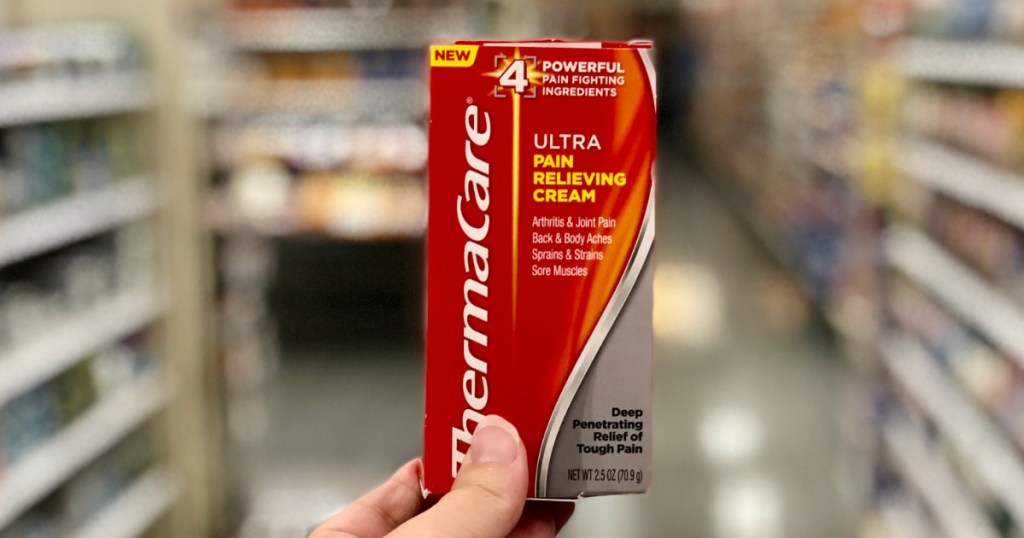 NEW
4
POWERFUL
PAIN FIGHTING
INGREDIENTS
ThermaCare®
ULTRA
PAIN
RELIEVING
CREAM
Arthritis & Joint Pain
Back & Body Aches
Sprains & Strains
Sore Muscles
Deep
Penetrating
Relief of
Tough Pain
NET WT 2.5 OZ (70.9 g)